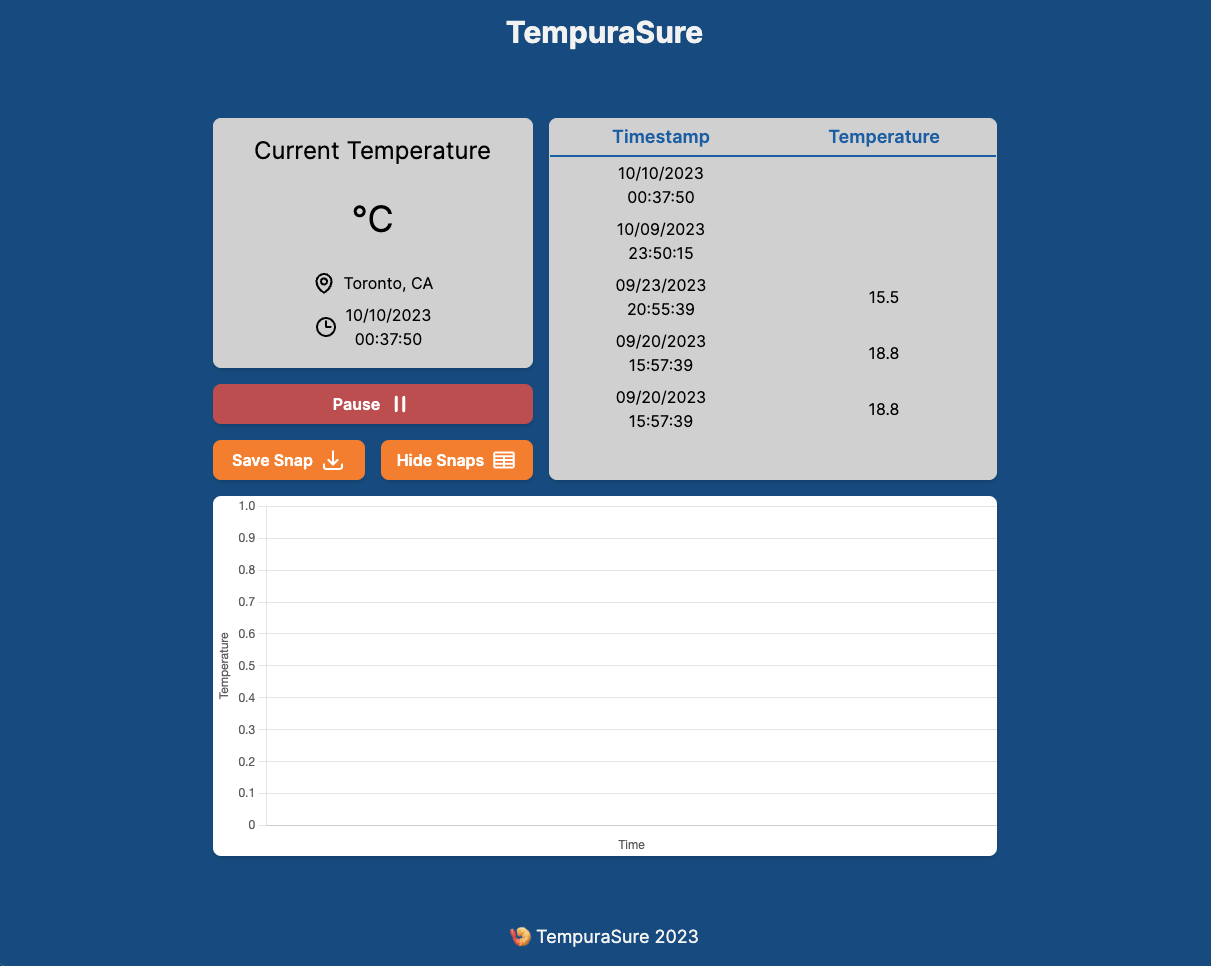 TempuraSure
Current Temperature
°C
Toronto, CA
10/10/2023
00:37:50
Pause
Save Snap
Hide Snaps
Timestamp Temperature
10/10/2023
00:37:50
10/09/2023
23:50:15
09/23/2023
20:55:39
15.5
09/20/2023
15:57:39
18.8
09/20/2023
15:57:39
18.8
1.0
0.9
0.8
0.7
0.6
0.5
0.4
0.3
0.2
0.1
0
Temperature
Time
🍤 TempuraSure 2023